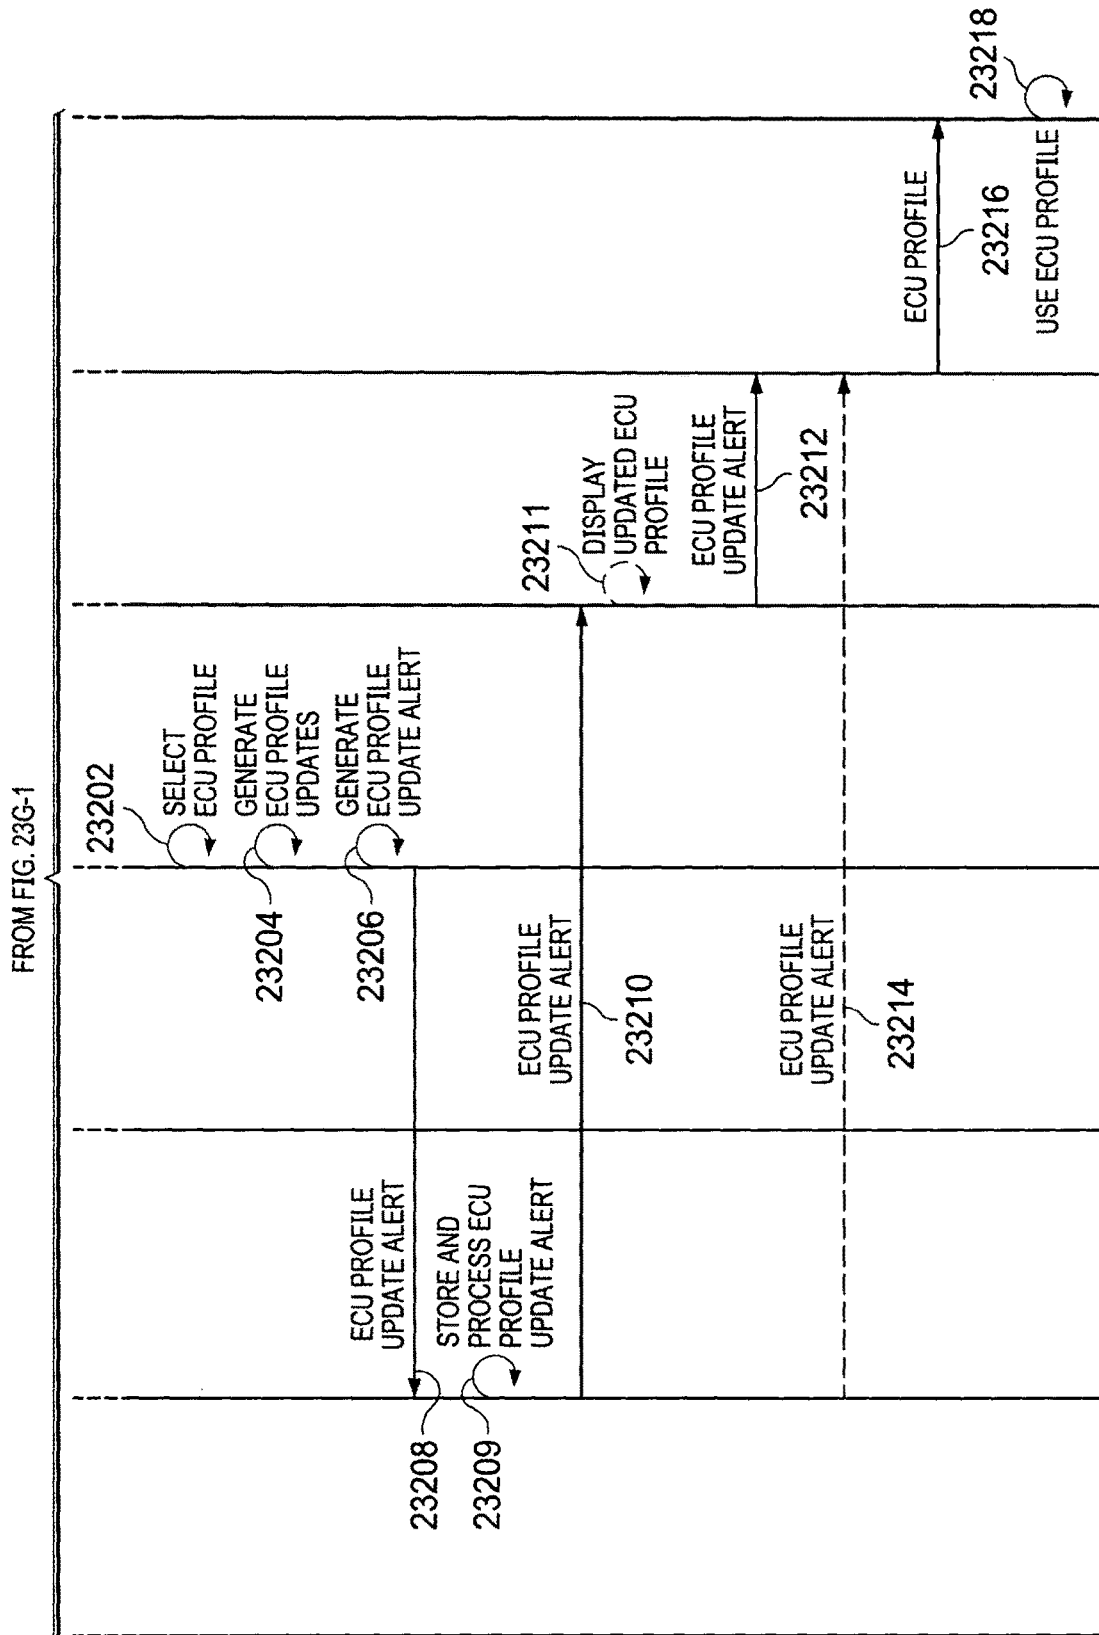 FROM FIG. 23G-1
23202
SELECT
ECU PROFILE
23204
GENERATE
ECU PROFILE
UPDATES
23206
GENERATE
ECU PROFILE
UPDATE ALERT
ECU PROFILE
UPDATE ALERT
23208
STORE AND
PROCESS ECU
PROFILE
UPDATE ALERT
23209
ECU PROFILE
UPDATE ALERT
23210
23211
DISPLAY
UPDATED ECU
PROFILE
ECU PROFILE
UPDATE ALERT
23212
ECU PROFILE
UPDATE ALERT
23214
ECU PROFILE
23216
USE ECU PROFILE
23218